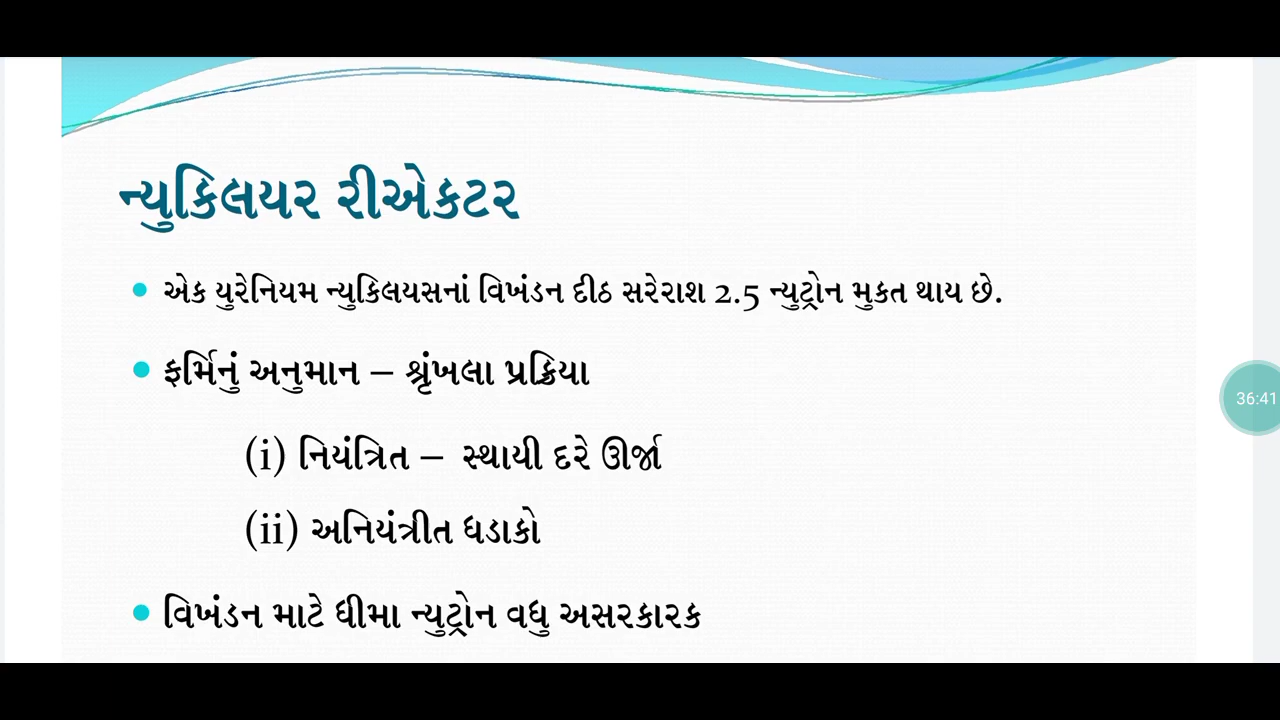 ન્યુકિલયર રીએકટર
• એક યુરેનિયમ ન્યુકિલયસનાં વિખંડન દીઠ સરેરાશ 2.5 ન્યુટ્રોન મુકત થાય છે.
• ફર્મિનું અનુમાન – શ્રૃંખલા પ્રક્રિયા
(i) નિયંત્રિત – સ્થાયી દરે ઊર્જા
(ii) અનિયંત્રીત ધડાકો
• વિખંડન માટે ધીમા ન્યુટ્રોન વધુ અસરકારક
36:41